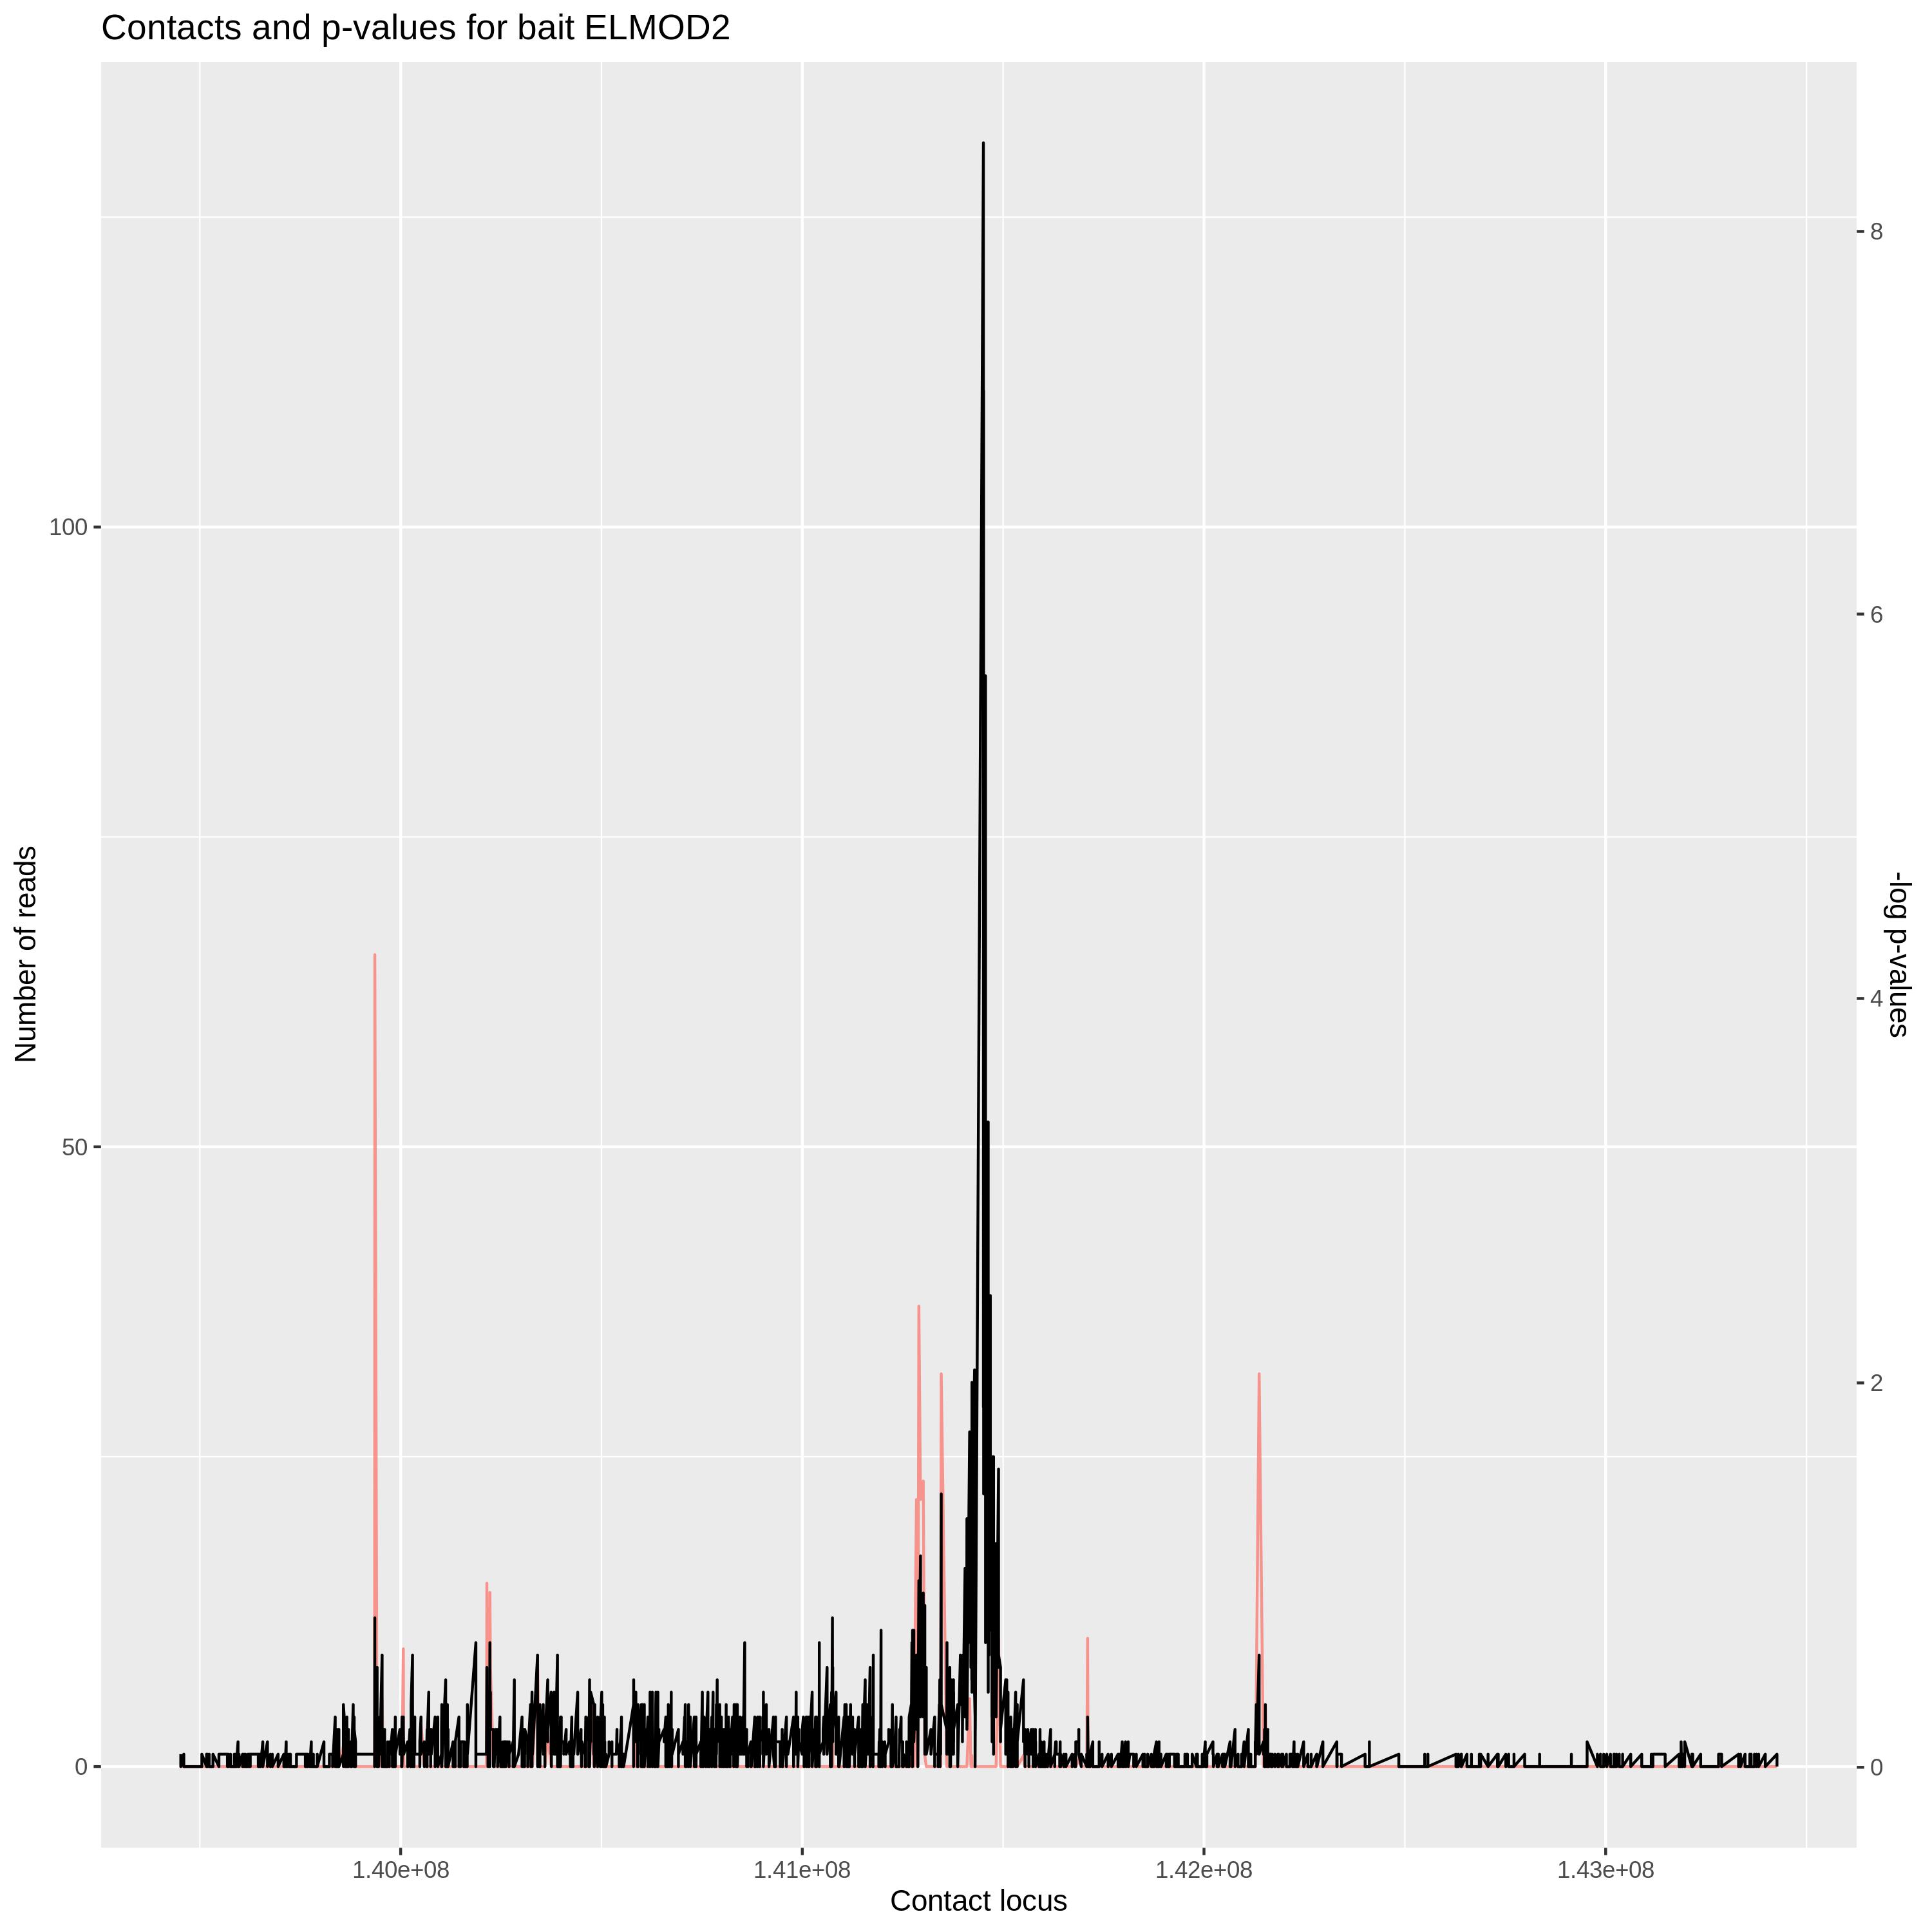 Contacts and p-values for bait ELMOD2
Number of reads
100
50
0
8
6
4
2
0
-log p-values
1.40e+08
1.41e+08
1.42e+08
1.43e+08
Contact locus